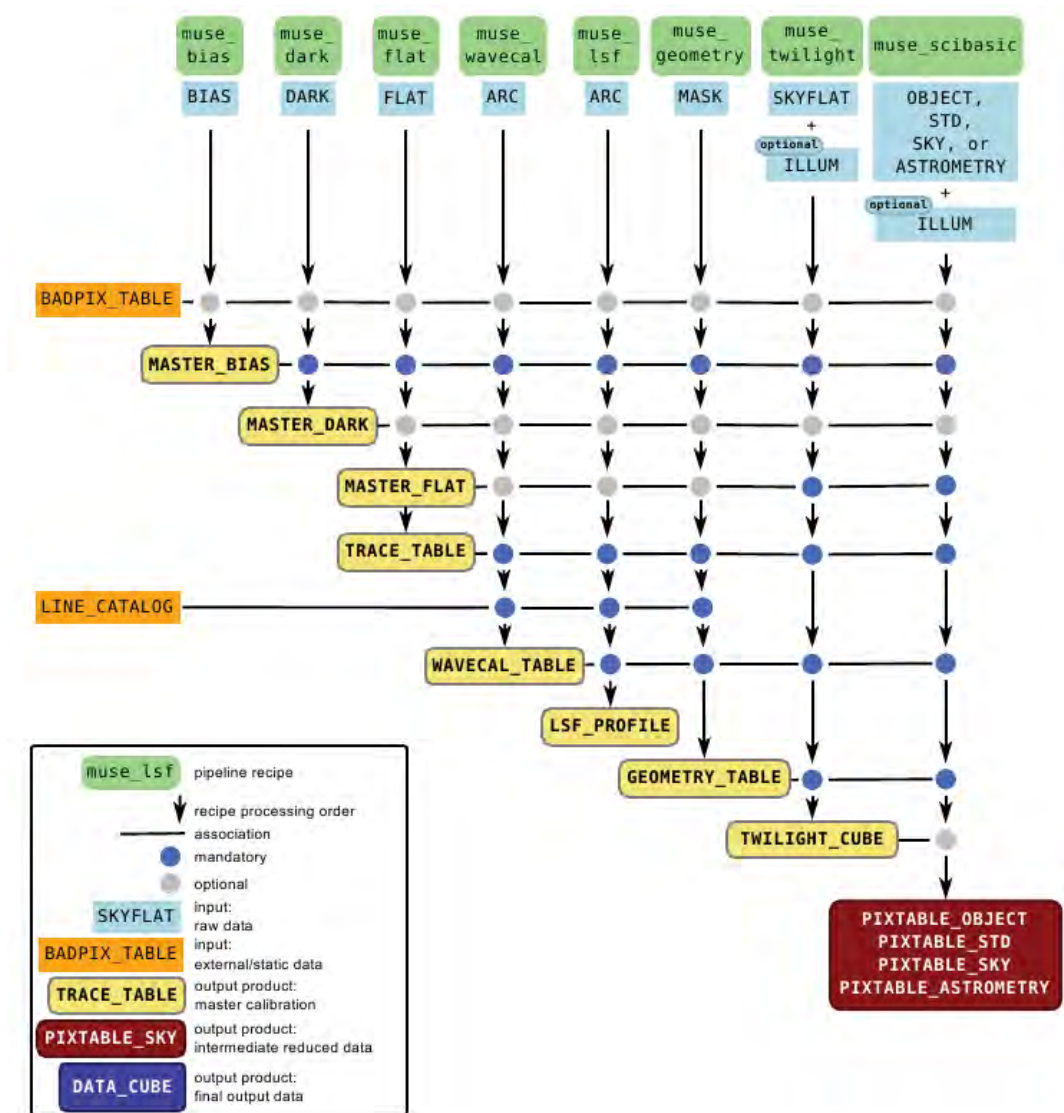 muse_
bias
muse_
dark
muse_
flat
muse_
wavecal
muse_
lsf
muse_
geometry
muse_
twilight
muse_scibasic
BIAS
DARK
FLAT
ARC
ARC
MASK
SKYFLAT
+
optional
ILLUM
OBJECT,
STD,
SKY, or
ASTROMETRY
+
optional
ILLUM
BADPIX_TABLE
MASTER_BIAS
MASTER_DARK
MASTER_FLAT
TRACE_TABLE
LINE_CATALOG
WAVECAL_TABLE
LSF_PROFILE
GEOMETRY_TABLE
TWILIGHT_CUBE
PIXTABLE_OBJECT
PIXTABLE_STD
PIXTABLE_SKY
PIXTABLE_ASTROMETRY
muse_lsf pipeline recipe
recipe processing order
association
mandatory
optional
SKYFLAT
input:
raw data
BADPIX_TABLE
input:
external/static data
TRACE_TABLE
output product:
master calibration
PIXTABLE_SKY
output product:
intermediate reduced data
DATA_CUBE
output product:
final output data